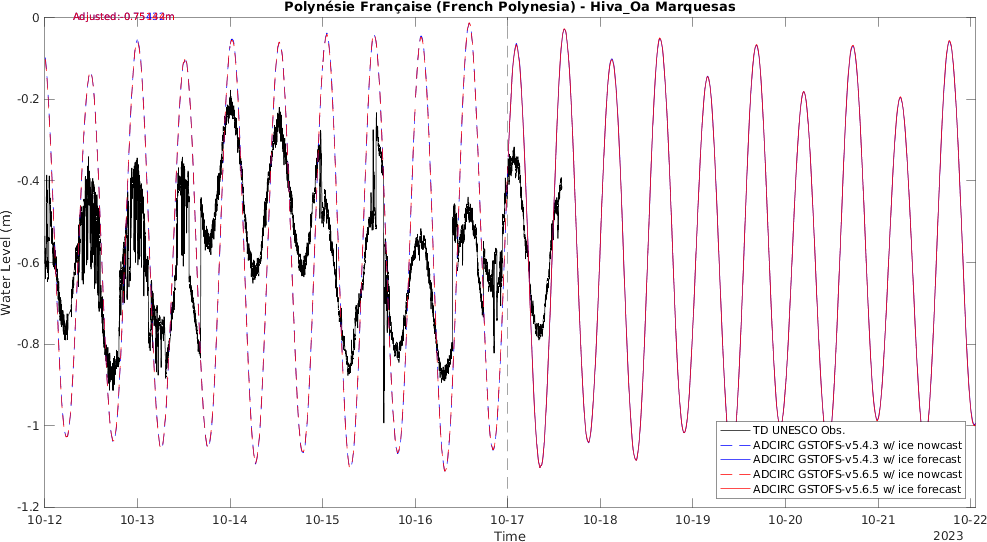 Polynésie Française (French Polynesia) - Hiva_Oa Marquesas
Water Level (m)
0
-0.2
-0.4
-0.6
-0.8
-1
-1.2
10-12
10-13
10-14
10-15
10-16
10-17
10-18
10-19
10-20
10-21
10-22
Time
2023
TD UNESCO Obs.
ADCIRC GSTOFS-v5.4.3 w/ ice nowcast
ADCIRC GSTOFS-v5.4.3 w/ ice forecast
ADCIRC GSTOFS-v5.6.5 w/ ice nowcast
ADCIRC GSTOFS-v5.6.5 w/ ice forecast